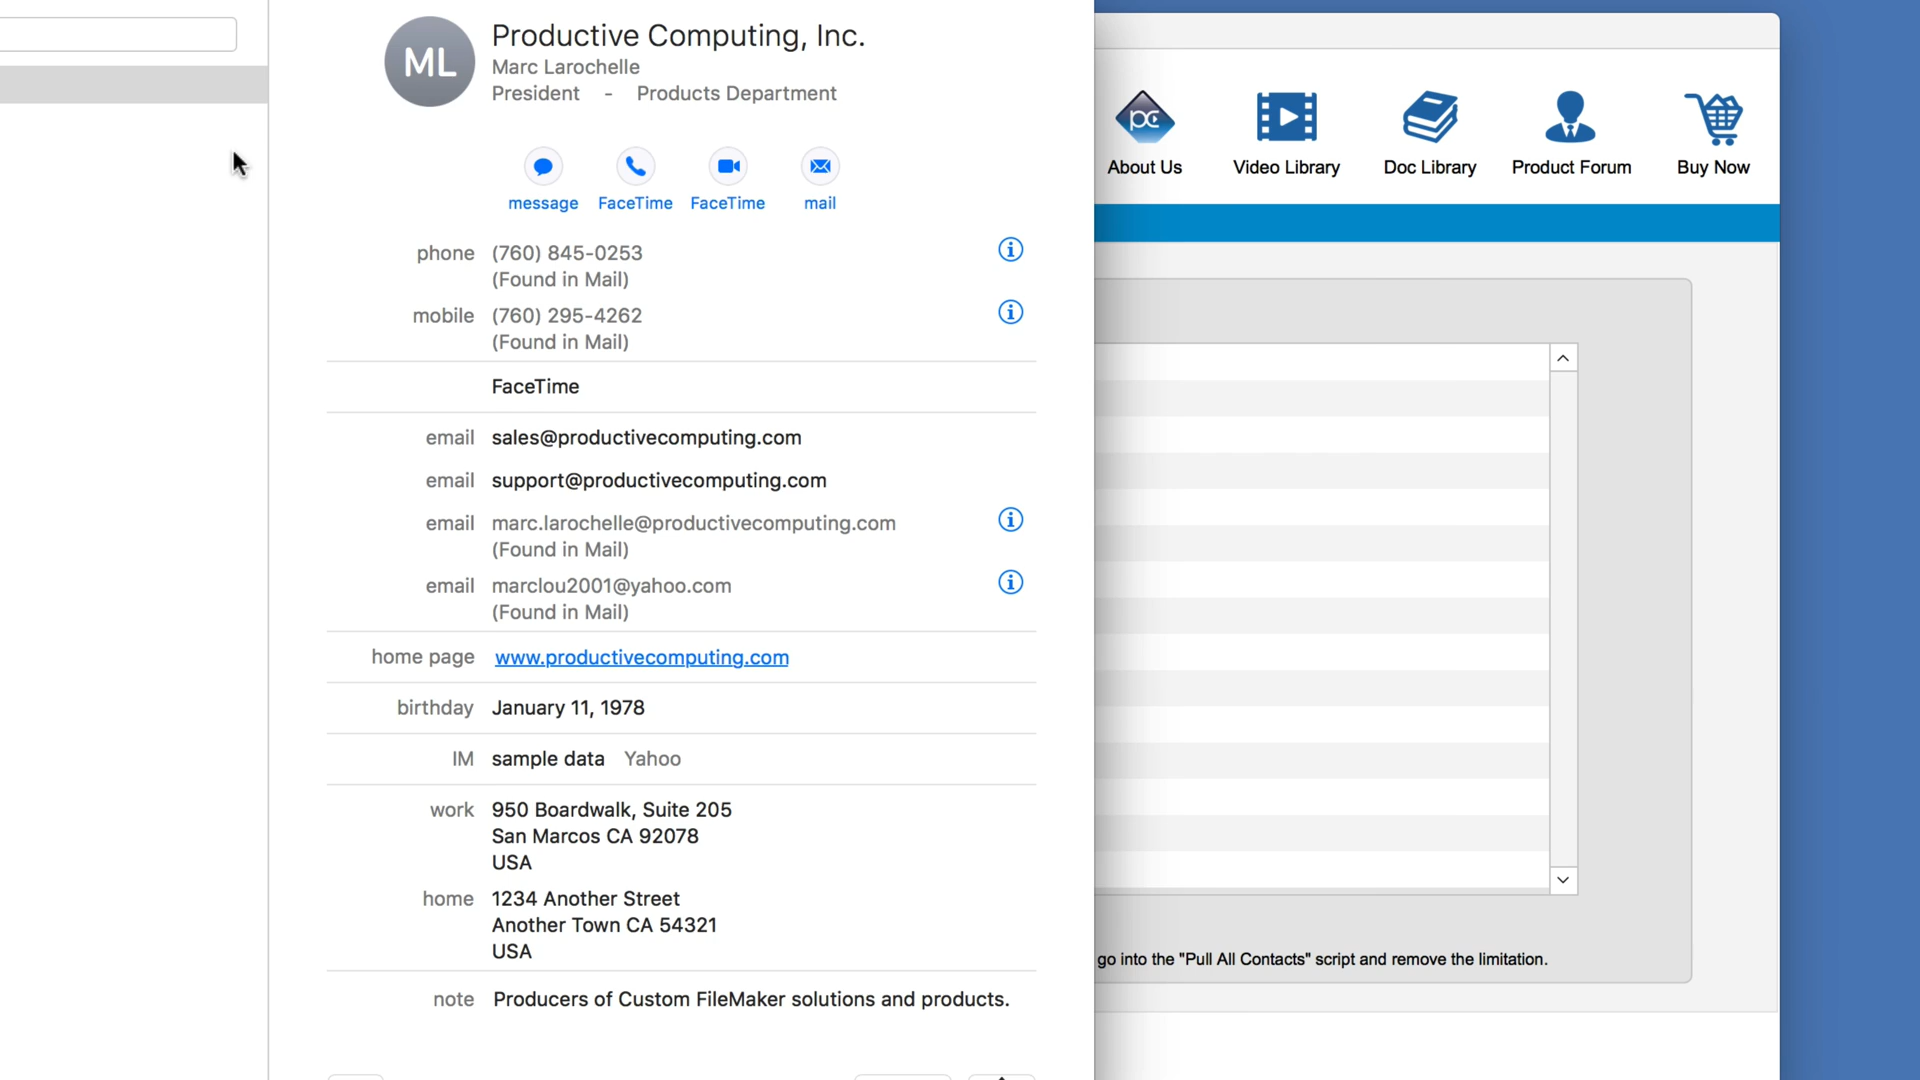 ML
Productive Computing, Inc.
Marc Larochelle
President - Products Department
message FaceTime FaceTime mail
phone (760) 845-0253
(Found in Mail)
mobile (760) 295-4262
(Found in Mail)
FaceTime
email sales@productivecomputing.com
email support@productivecomputing.com
email marc.larochelle@productivecomputing.com
(Found in Mail)
email marclou2001@yahoo.com
(Found in Mail)
home page www.productivecomputing.com
birthday January 11, 1978
IM sample data Yahoo
work 950 Boardwalk, Suite 205
San Marcos CA 92078
USA
home 1234 Another Street
Another Town CA 54321
USA
note Producers of Custom FileMaker solutions and products.
pc
About Us Video Library Doc Library Product Forum Buy Now
go into the "Pull All Contacts" script and remove the limitation.